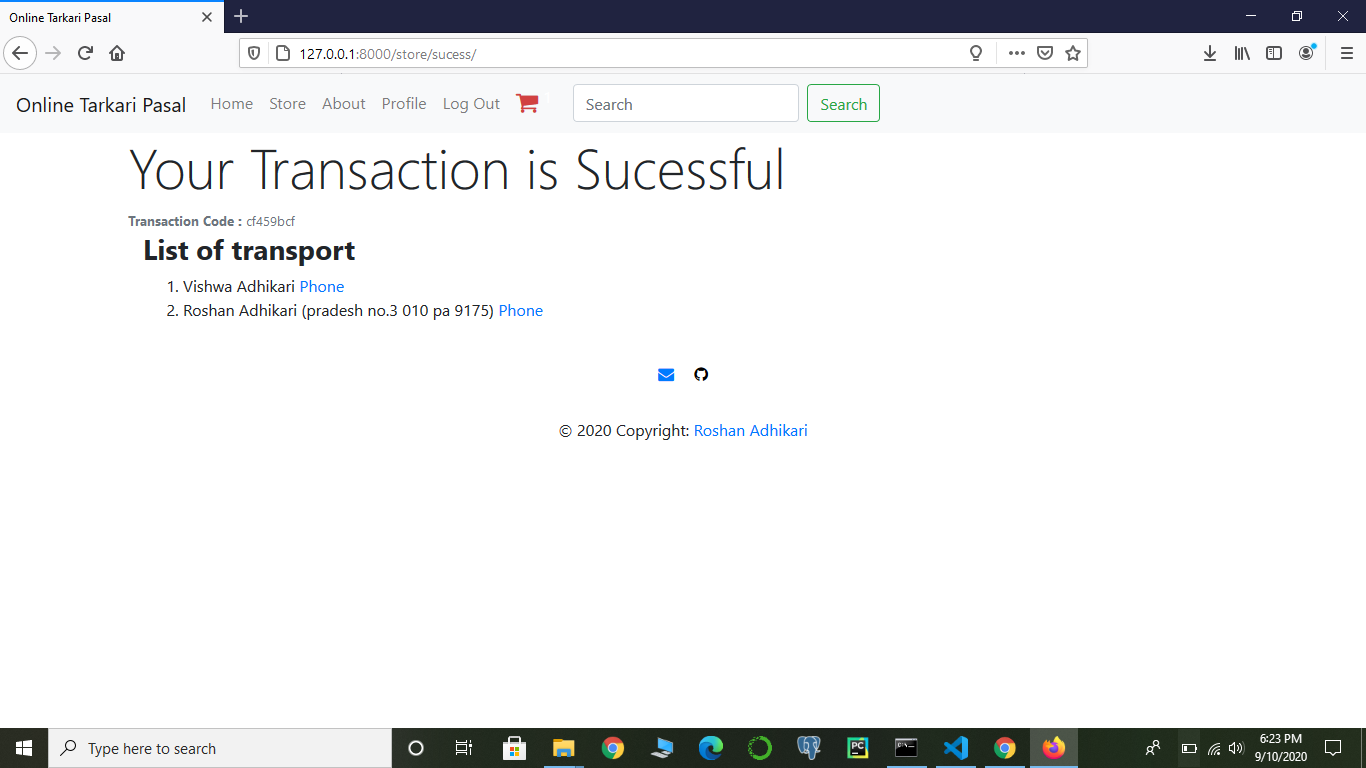 Online Tarkari Pasal
127.0.0.1:8000/store/sucess/
Online Tarkari Pasal Home Store About Profile Log Out Search Search
Your Transaction is Sucessful
Transaction Code : cf459bcf
List of transport
1. Vishwa Adhikari Phone
2. Roshan Adhikari (pradesh no.3 010 pa 9175) Phone
© 2020 Copyright: Roshan Adhikari
Type here to search
PC
6:23 PM
9/10/2020